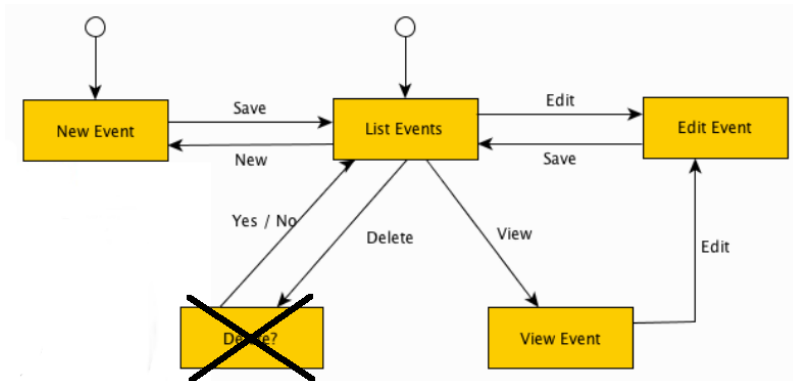 Save
Edit
New Event
List Events
Edit Event
New
Save
Yes / No
Delete
View
Edit
View Event